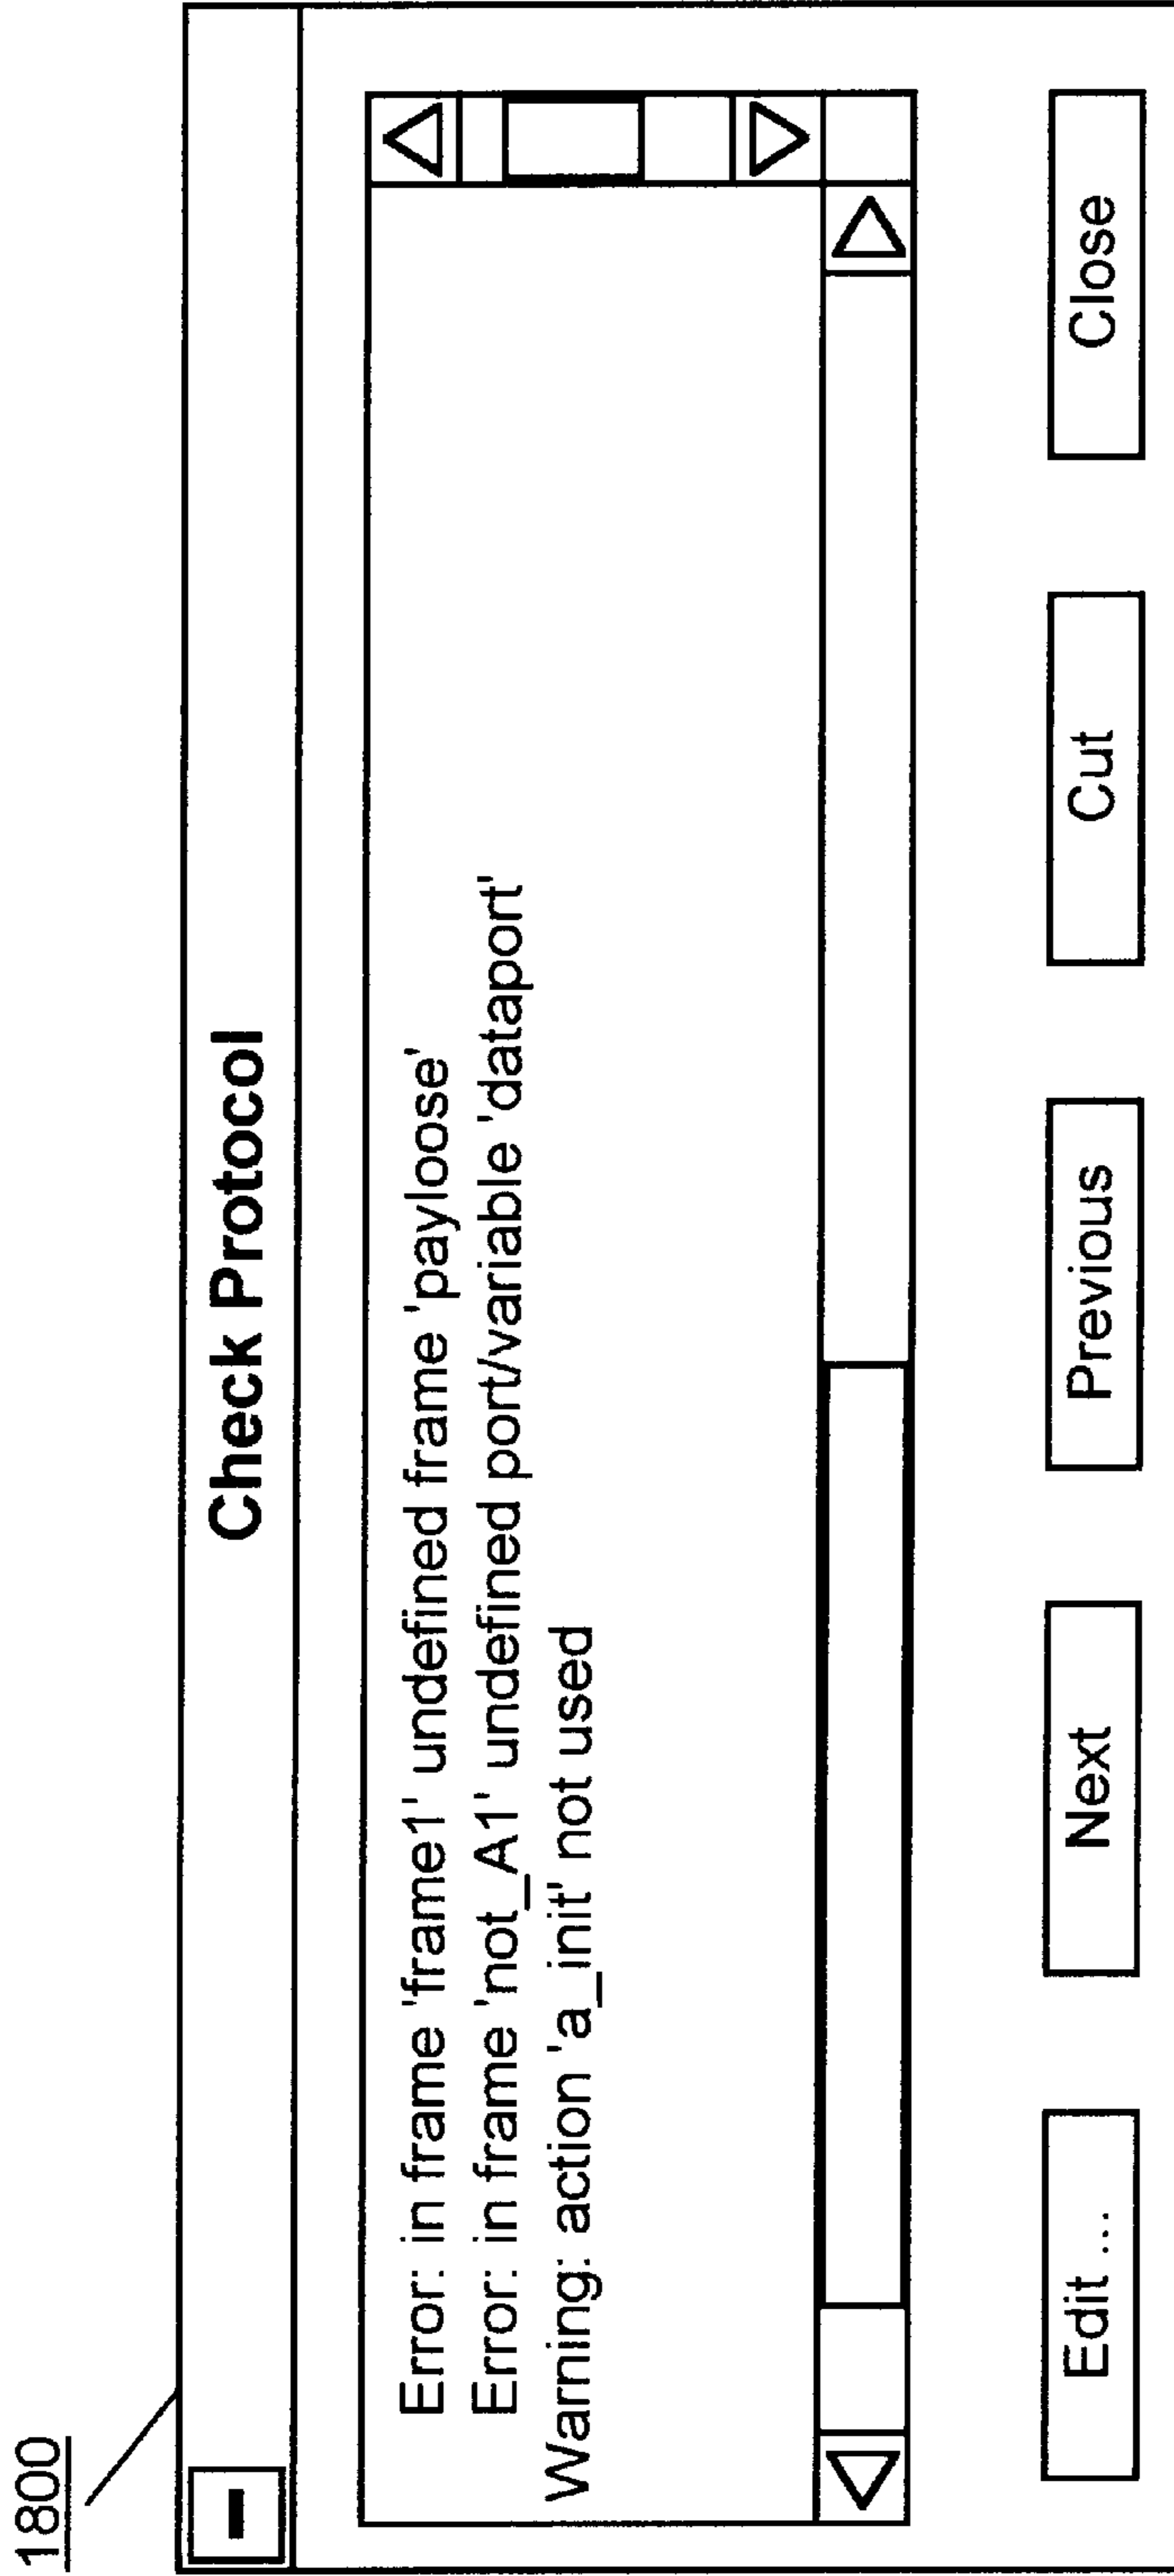 1800
Check Protocol
Error: in frame 'frame1' undefined frame 'payloose'
Error: in frame 'not_A1' undefined port/variable 'dataport'
Warning: action 'a_init' not used
Edit ... Next Previous Cut Close